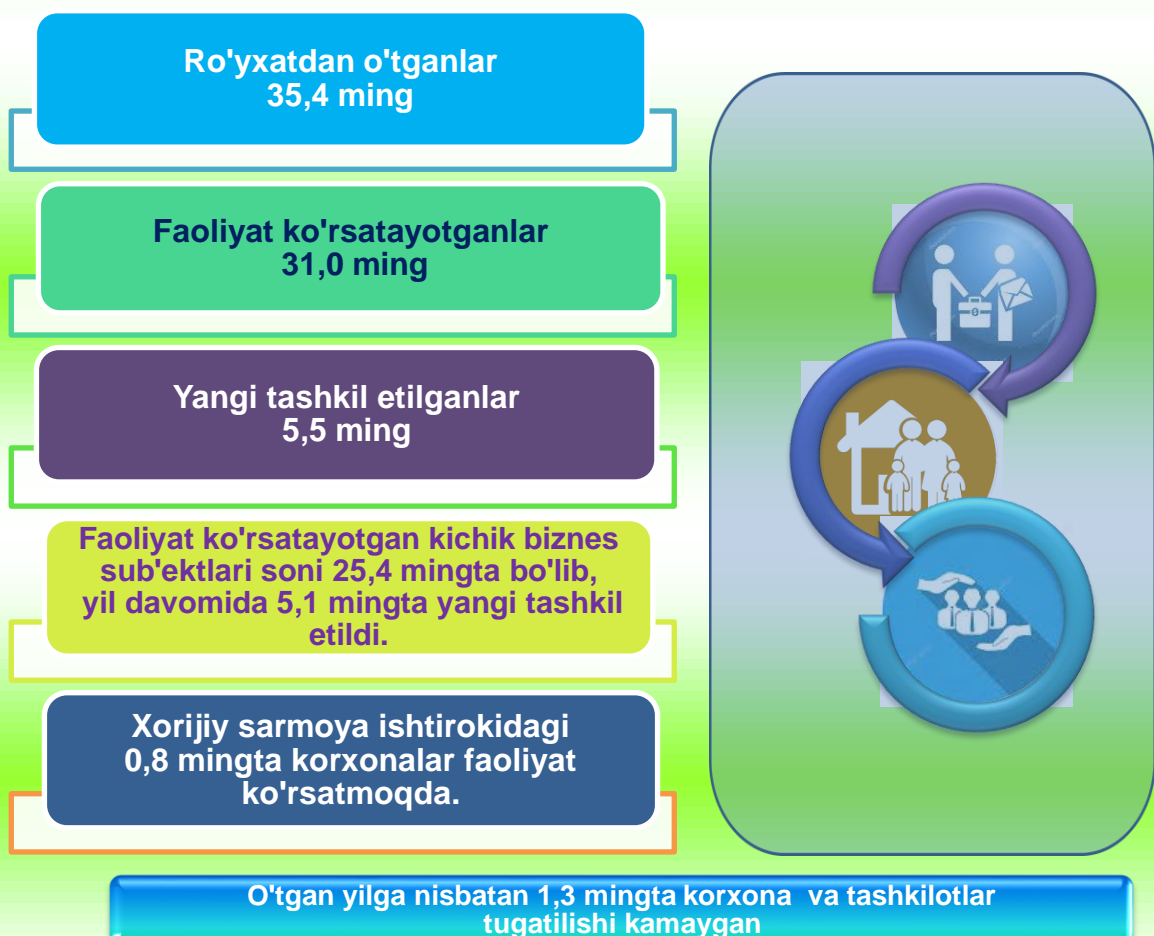 Ro'yxatdan o'tganlar
35,4 ming
Faoliyat ko'rsatayotganlar
31,0 ming
Yangi tashkil etilganlar
5,5 ming
Faoliyat ko'rsatayotgan kichik biznes
sub'ektlari soni 25,4 mingta bo'lib,
yil davomida 5,1 mingta yangi tashkil
etildi.
Xorijiy sarmoya ishtirokidagi
0,8 mingta korxonalar faoliyat
ko'rsatmoqda.
O'tgan yilga nisbatan 1,3 mingta korxona va tashkilotlar
tugatilishi kamaygan